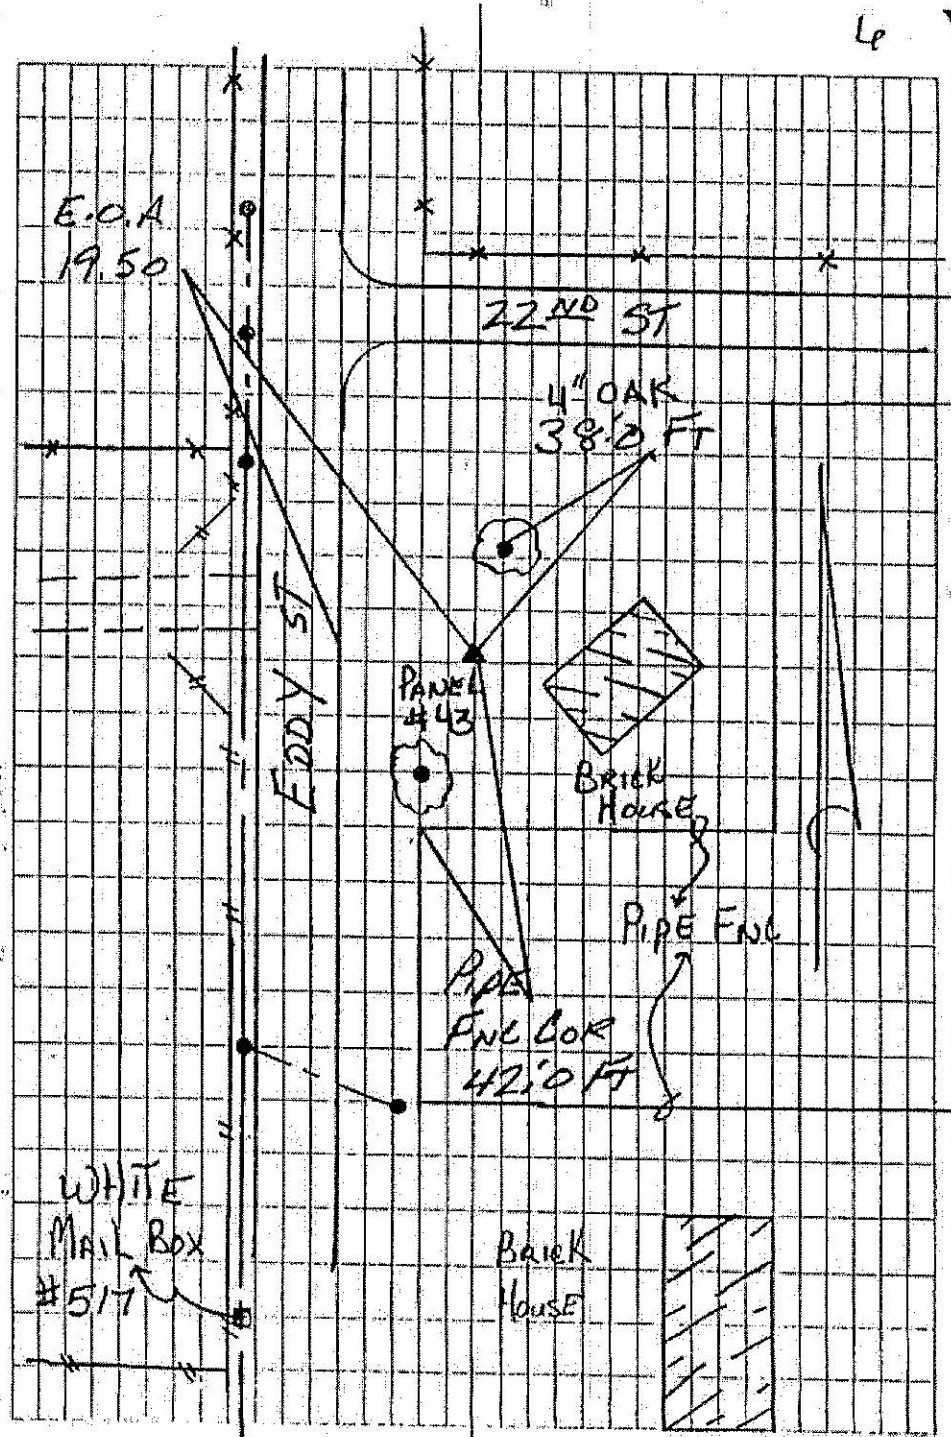 E.O.A
19.50
22ND ST
4" OAK
38.0 FT
EDDY ST
PANEL
#43
BRICK
HOUSE
PIPE FNC
PIPE
FNC COR
42.0 FT
WHITE
MAIL BOX
#517
BRICK
HOUSE